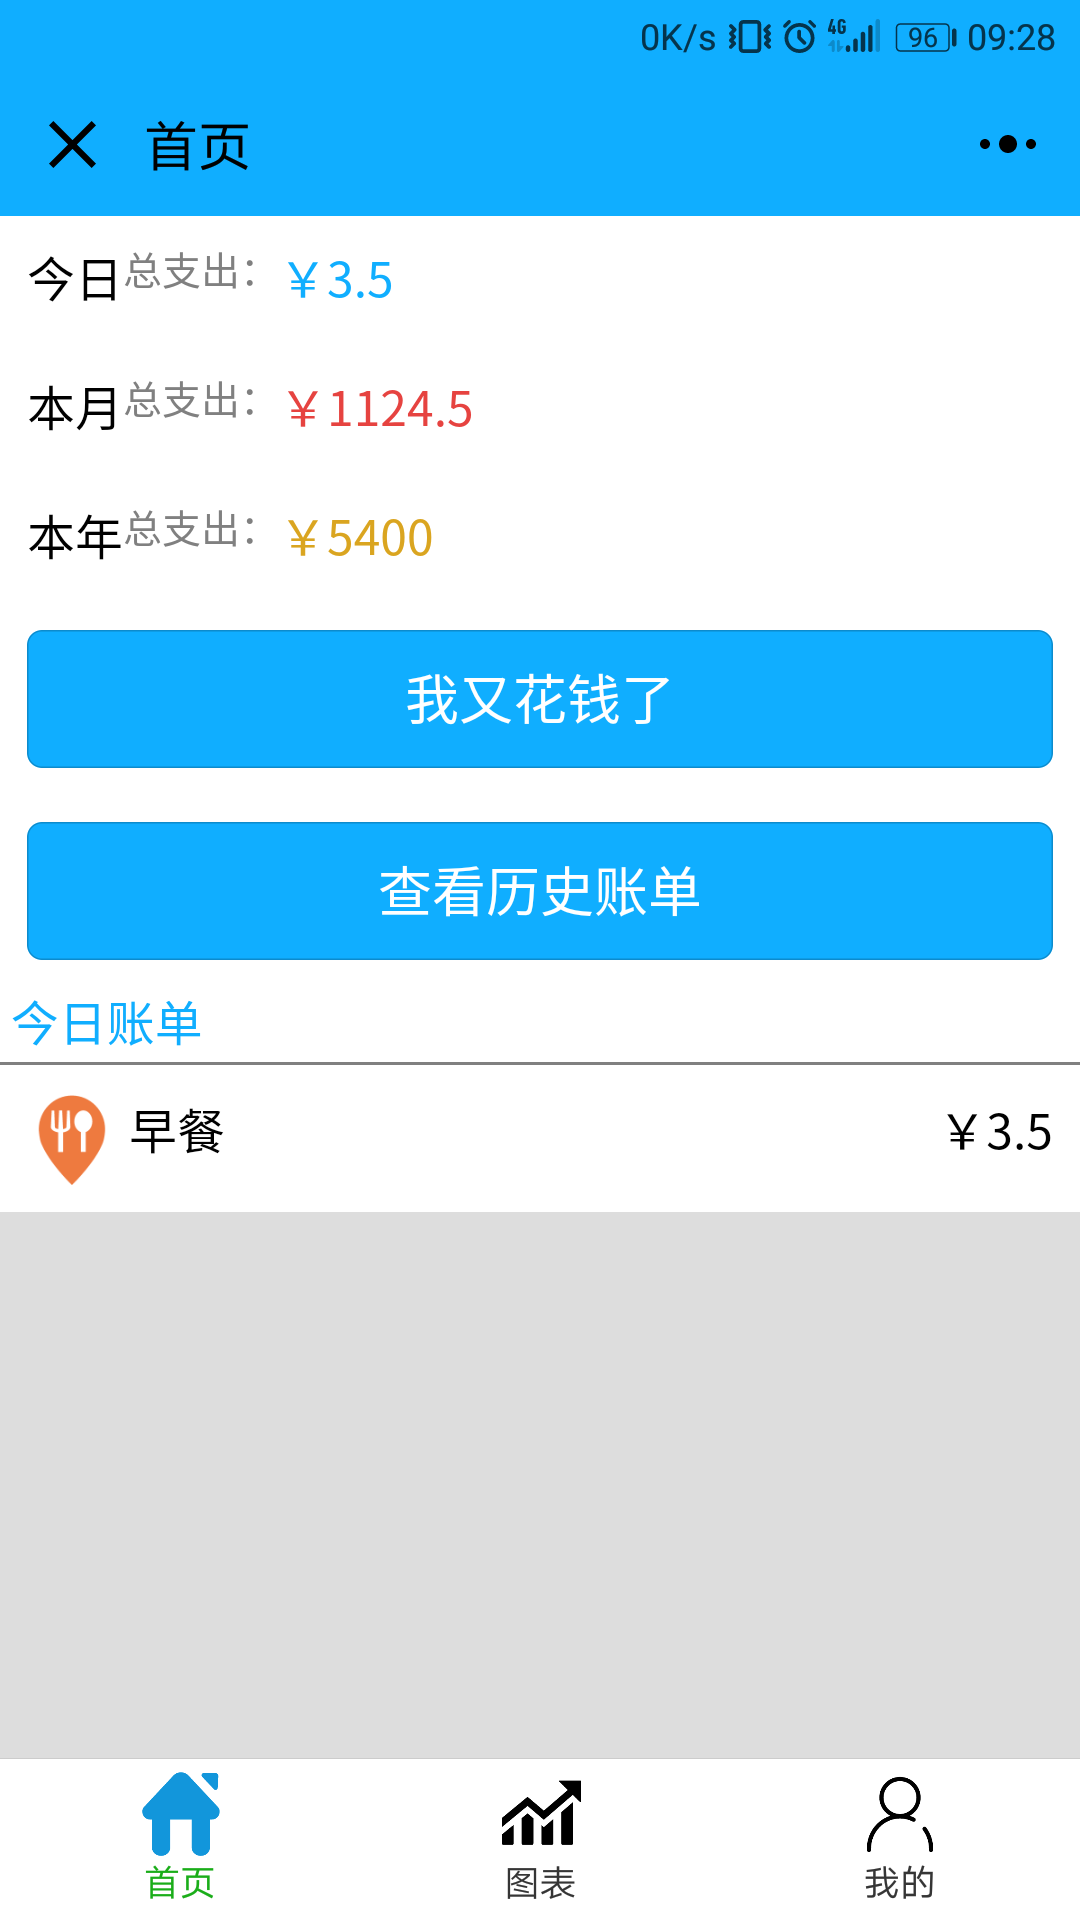 0K/s 4G 96 09:28
首页
今日总支出: ￥3.5
本月总支出: ￥1124.5
本年总支出: ￥5400
我又花钱了
查看历史账单
今日账单
早餐 ￥3.5
首页 图表 我的